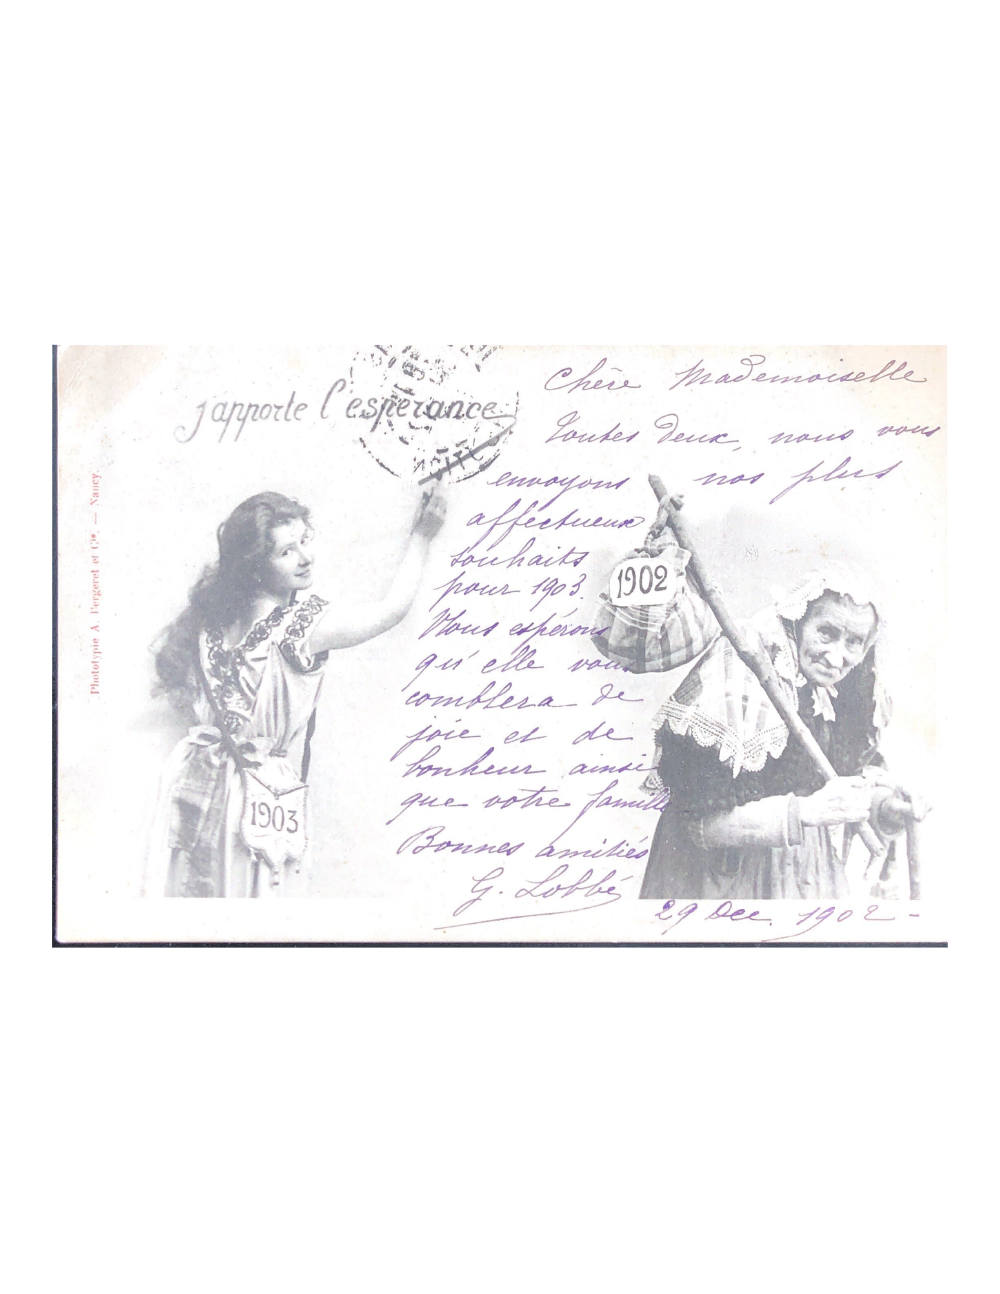 j'apporte l'espérance
Chère Mademoiselle
Toutes deux, nous vous
envoyons nos plus
affectueux
souhaits
pour 1903.
Nous espérons
qu'elle vous
comblera de
joie et de
bonheur ainsi
que votre famille
Bonnes amitiés
G. Lobbé
29 Dec. 1902 -
1902
1903
Phototypie A. Bergeret et Cie. — Nancy